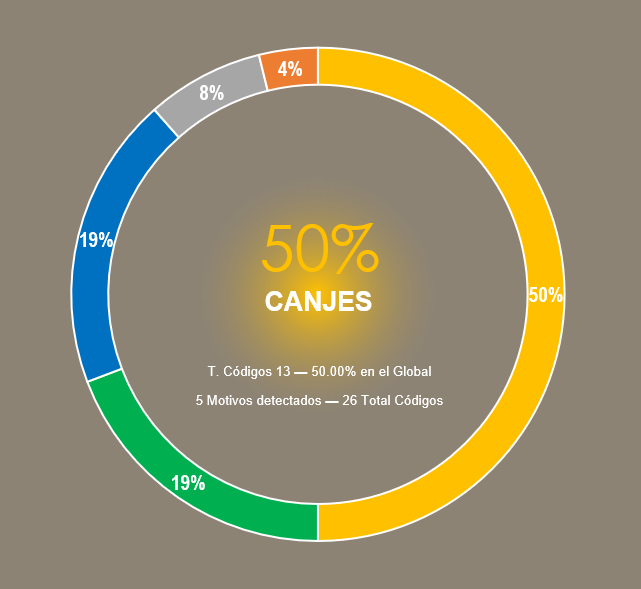 4%
8%
19%
50%
CANJES
50%
T. Códigos 13 — 50.00% en el Global
5 Motivos detectados — 26 Total Códigos
19%